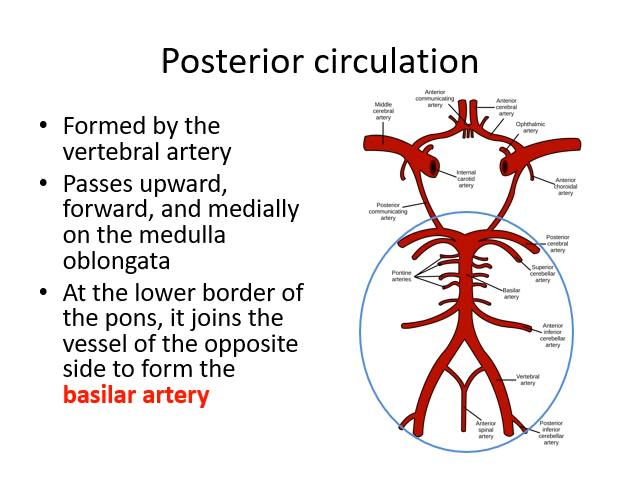 Posterior circulation
• Formed by the
vertebral artery
• Passes upward,
forward, and medially
on the medulla
oblongata
• At the lower border of
the pons, it joins the
vessel of the opposite
side to form the
basilar artery
Anterior
communicating
artery
Middle
cerebral
artery
Anterior
cerebral
artery
Ophthalmic
artery
Internal
carotid
artery
Anterior
choroidal
artery
Posterior
communicating
artery
Posterior
cerebral
artery
Superior
cerebellar
artery
Pontine
arteries
Basilar
artery
Anterior
inferior
cerebellar
artery
Vertebral
artery
Anterior
spinal
artery
Posterior
inferior
cerebellar
artery